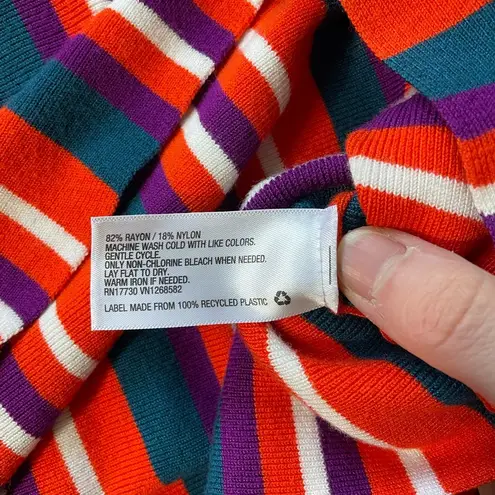 82% RAYON / 18% NYLON
MACHINE WASH COLD WITH LIKE COLORS.
GENTLE CYCLE.
ONLY NON-CHLORINE BLEACH WHEN NEEDED.
LAY FLAT TO DRY.
WARM IRON IF NEEDED.
RN17730 VN1268582
LABEL MADE FROM 100% RECYCLED PLASTIC